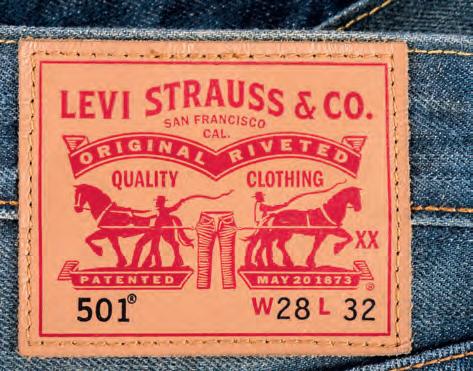 LEVI STRAUSS & CO.
SAN FRANCISCO
CAL.
ORIGINAL RIVETED
QUALITY CLOTHING
XX
PATENTED MAY 20 1873 ®
501® W28 L 32